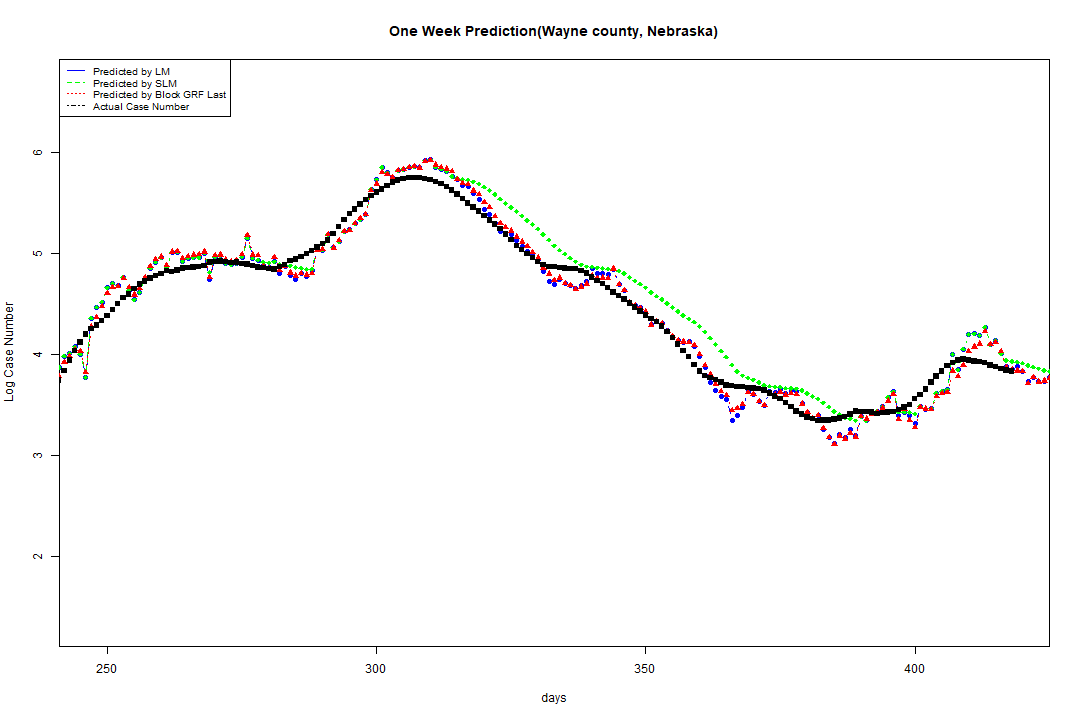 One Week Prediction(Wayne county, Nebraska)
Predicted by LM
Predicted by SLM
Predicted by Block GRF Last
Actual Case Number
6
5
4
3
2
Log Case Number
250 300 350 400
days